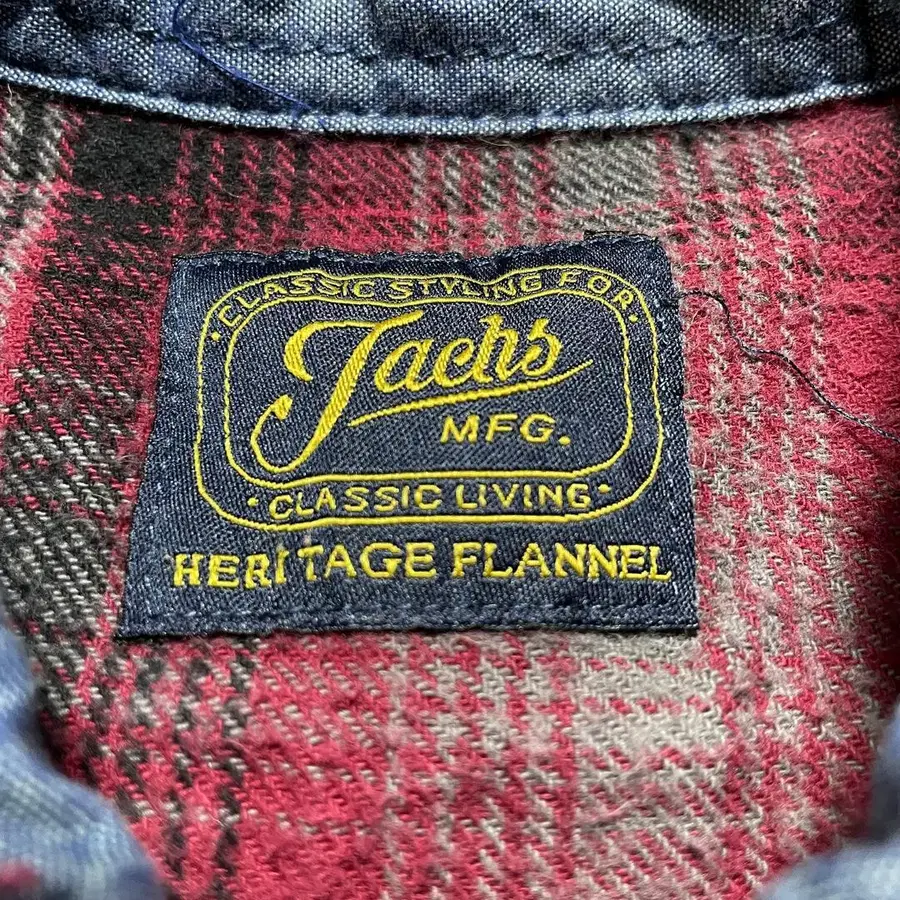 CLASSIC STYLING FOR
Jachs
MFG.
CLASSIC LIVING
HERITAGE FLANNEL